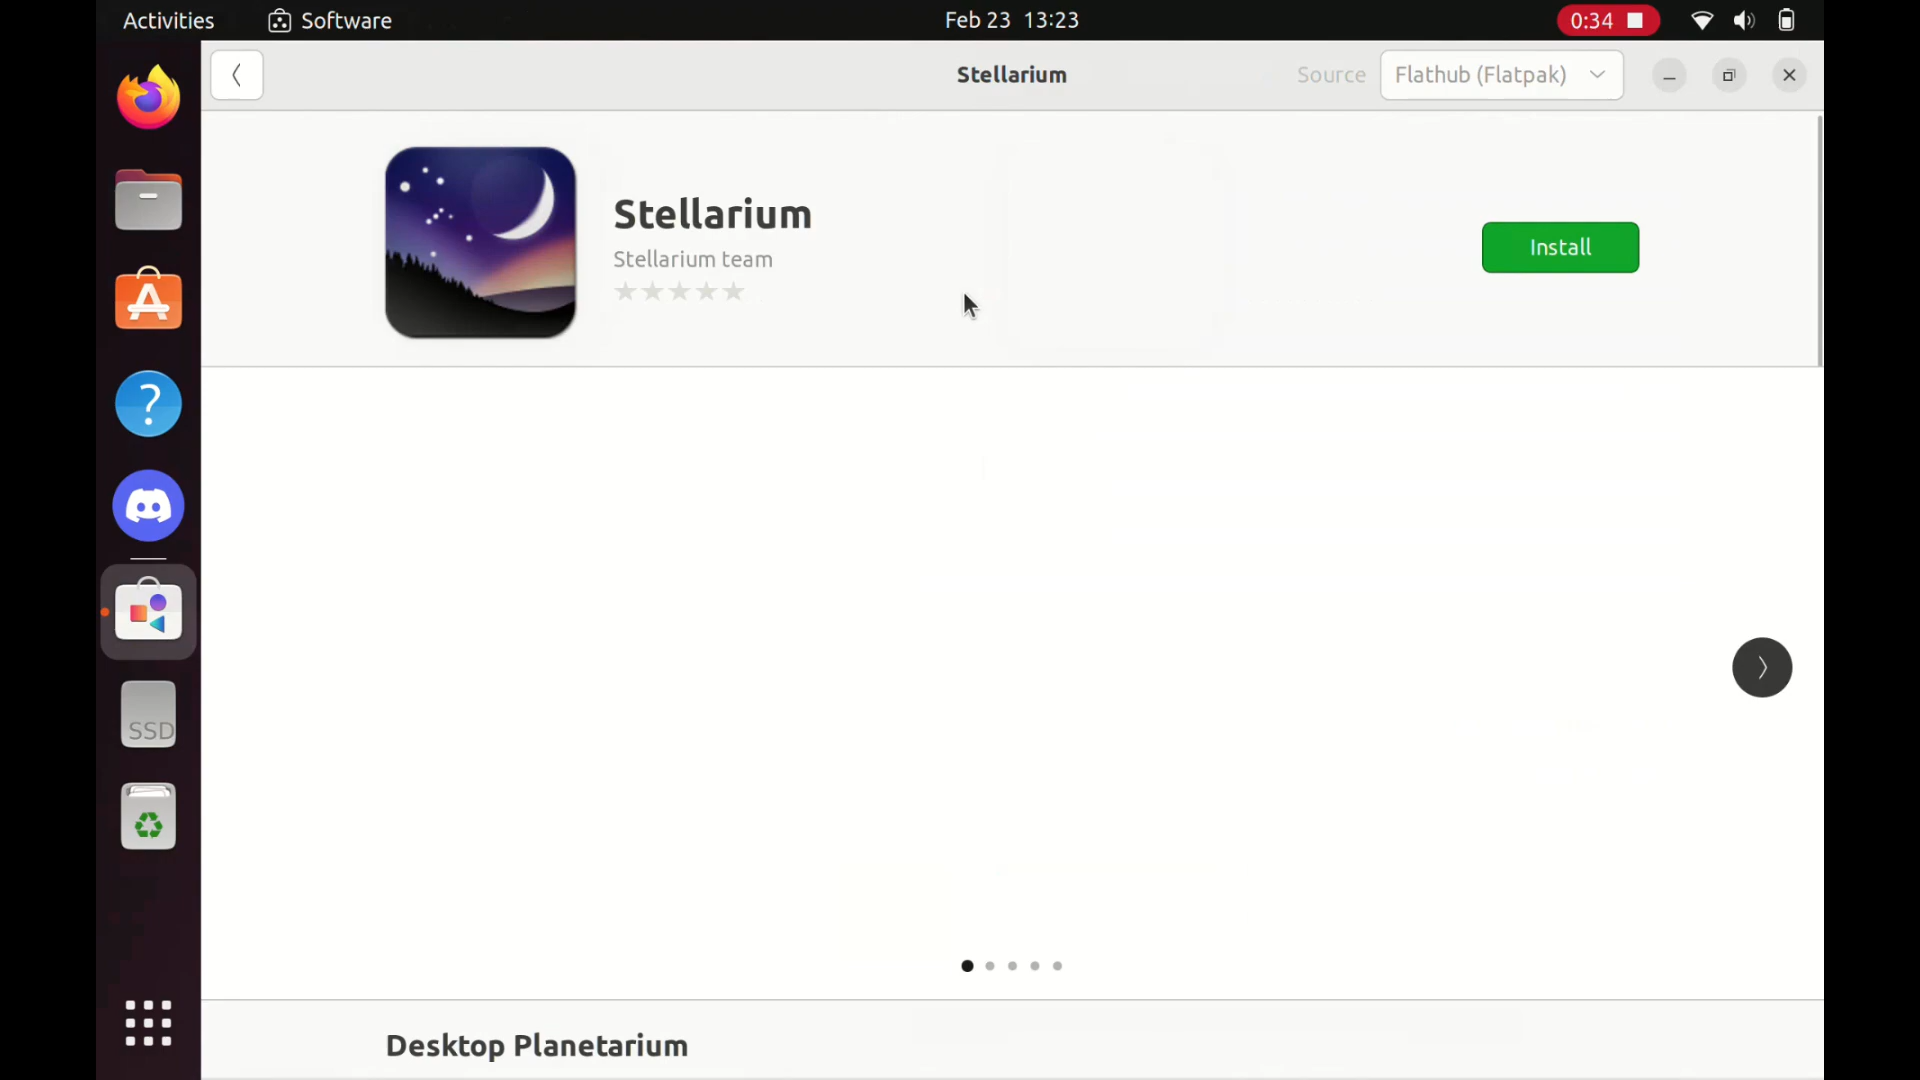 Activities Software Feb 23 13:23 0:34
Stellarium Source Flathub (Flatpak)
Stellarium
Stellarium team
Install
SSD
Desktop Planetarium